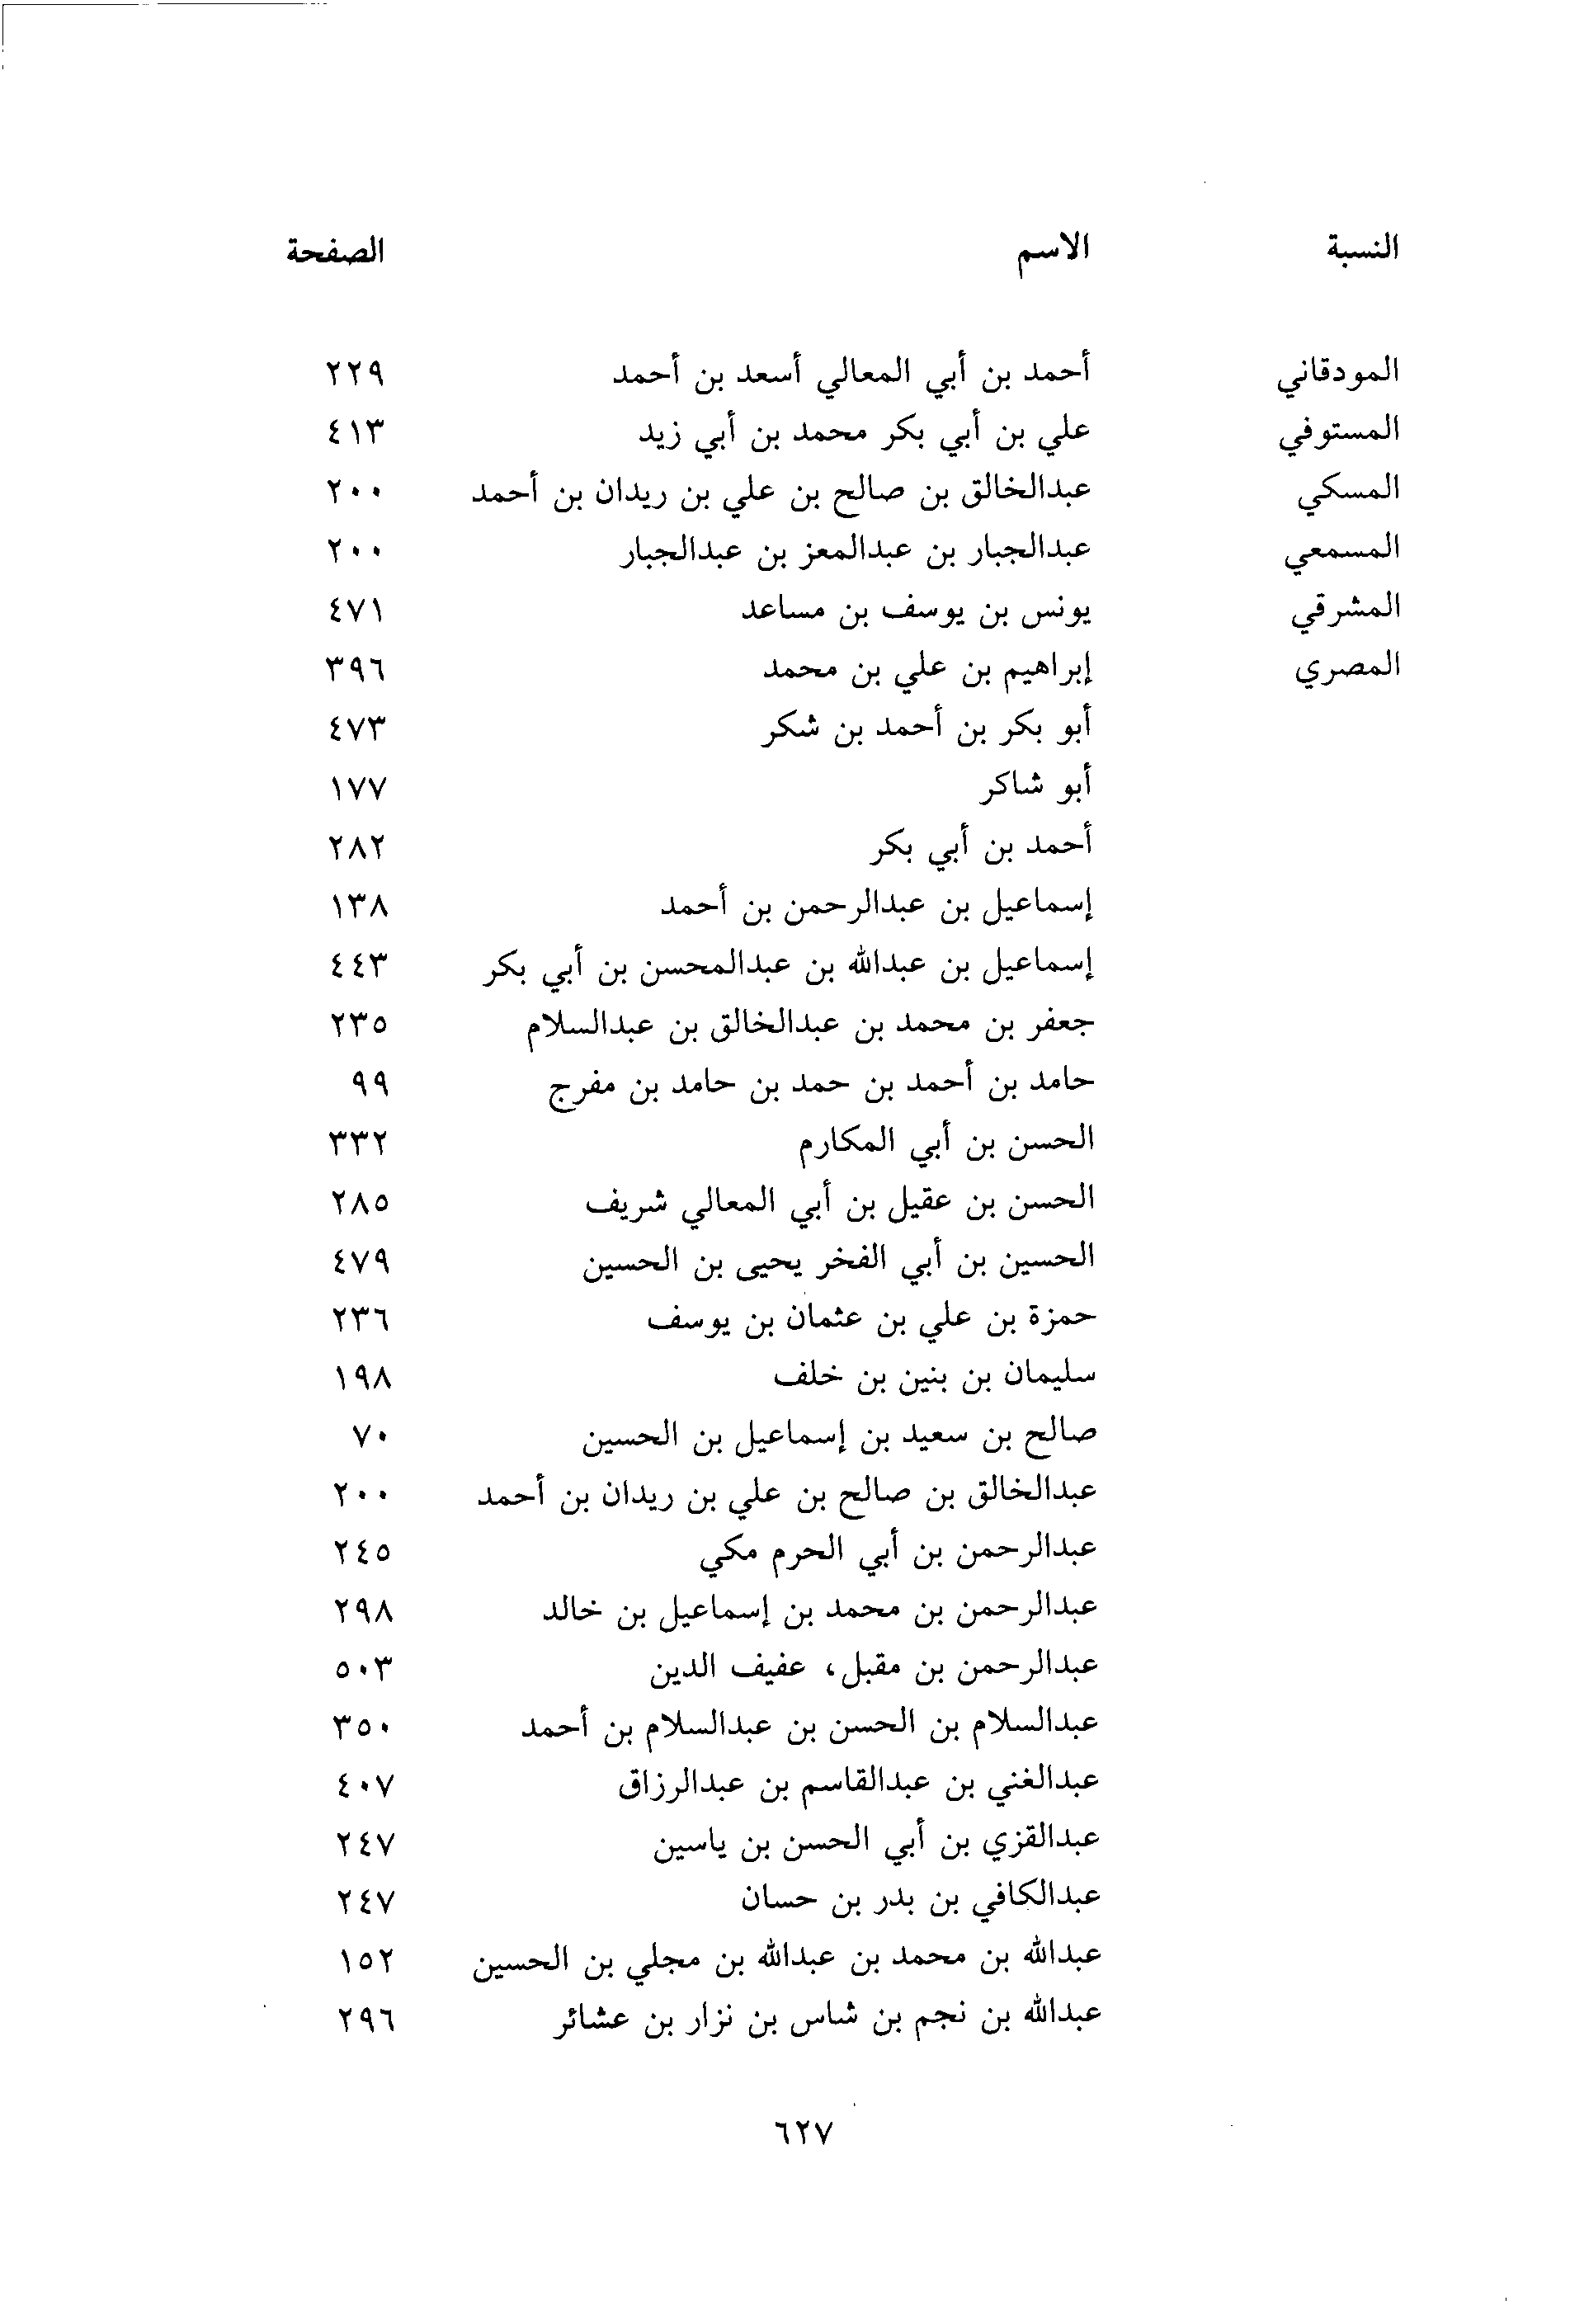 النسبة الاسم الصفحة
المودقاني أحمد بن أبي المعالي أسعد بن أحمد ٢٢٩
المستوفي علي بن أبي بكر محمد بن أبي زيد ٤١٣
المسكي عبدالخالق بن صالح بن علي بن ريدان بن أحمد ٢٠٠
المسمعي عبدالجبار بن عبدالمعز بن عبدالجبار ٢٠٠
المشرقي يونس بن يوسف بن مساعد ٤٧١
المصري إبراهيم بن علي بن محمد ٣٩٦
أبو بكر بن أحمد بن شكر ٤٧٣
أبو شاكر ١٧٧
أحمد بن أبي بكر ٢٨٢
إسماعيل بن عبدالرحمن بن أحمد ١٣٨
إسماعيل بن عبدالله بن عبدالمحسن بن أبي بكر ٤٤٣
جعفر بن محمد بن عبدالخالق بن عبدالسلام ٢٣٥
حامد بن أحمد بن حمد بن حامد بن مفرج ٩٩
الحسن بن أبي المكارم ٣٣٢
الحسن بن عقيل بن أبي المعالي شريف ٢٨٥
الحسين بن أبي الفخر يحيى بن الحسين ٤٧٩
حمزة بن علي بن عثمان بن يوسف ٢٣٦
سليمان بن بنين بن خلف ١٩٨
صالح بن سعيد بن إسماعيل بن الحسين ٧٠
عبدالخالق بن صالح بن علي بن ريدان بن أحمد ٢٠٠
عبدالرحمن بن أبي الحرم مكي ٢٤٥
عبدالرحمن بن محمد بن إسماعيل بن خالد ٢٩٨
عبدالرحمن بن مقبل، عفيف الدين ٥٠٣
عبدالسلام بن الحسن بن عبدالسلام بن أحمد ٣٥٠
عبدالغني بن عبدالقاسم بن عبدالرزاق ٤٠٧
عبدالقزي بن أبي الحسن بن ياسين ٢٤٧
عبدالكافي بن بدر بن حسان ٢٤٧
عبدالله بن محمد بن عبدالله بن مجلي بن الحسين ١٥٢
عبدالله بن نجم بن شاس بن نزار بن عشائر ٢٩٦
٦٢٧